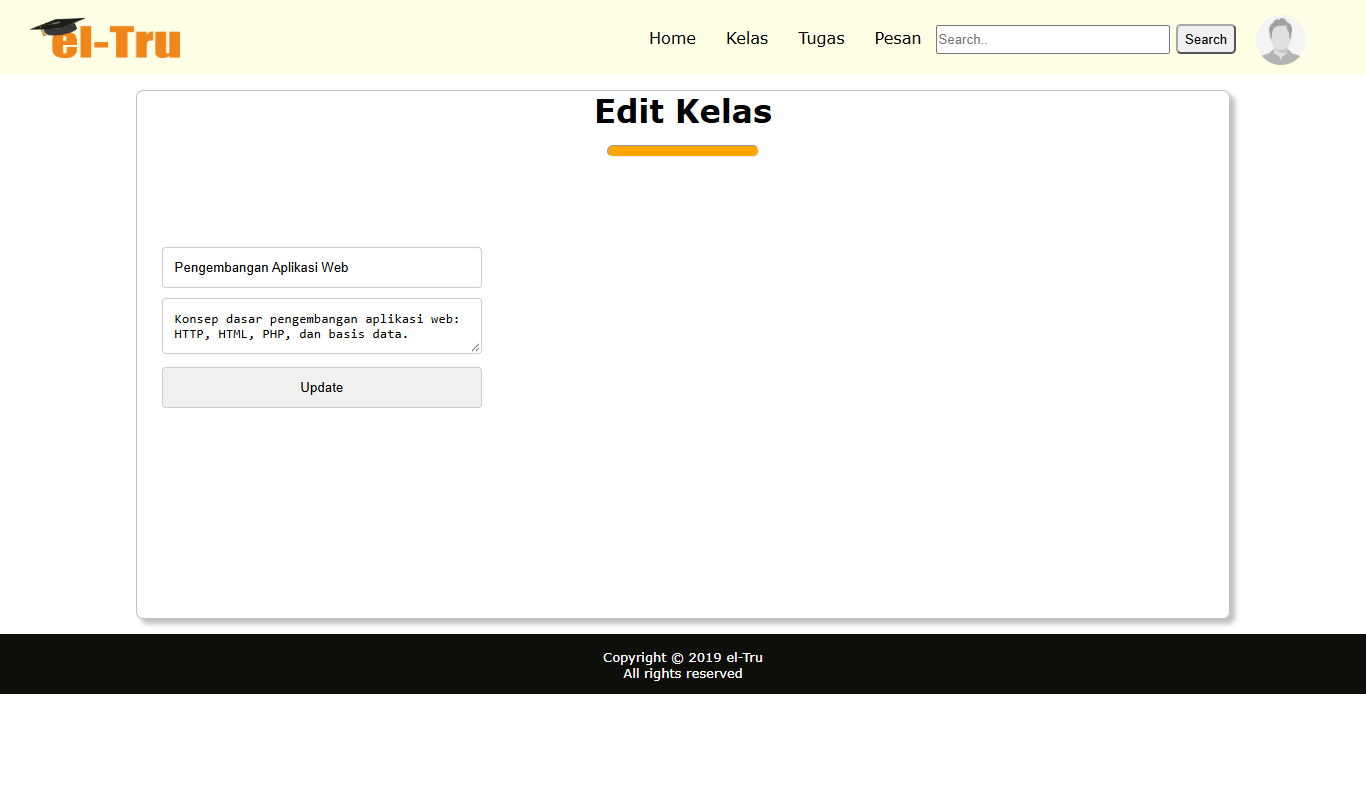 el-Tru
Home Kelas Tugas Pesan Search.. Search
Edit Kelas
Pengembangan Aplikasi Web
Konsep dasar pengembangan aplikasi web:
HTTP, HTML, PHP, dan basis data.
Update
Copyright © 2019 el-Tru
All rights reserved